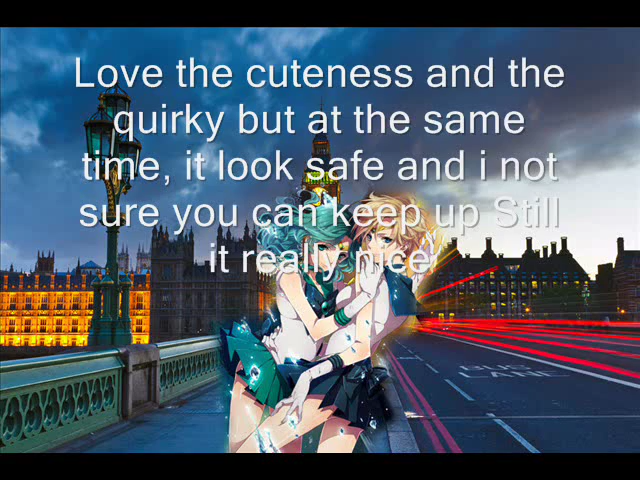 Love the cuteness and the
quirky but at the same
time, it look safe and i not
sure you can keep up Still
it really nice
BUS
LANE